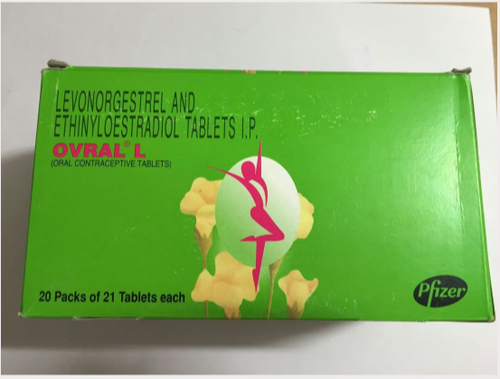 LEVONORGESTREL AND
ETHINYLOESTRADIOL TABLETS I.P.
OVRAL® L
(ORAL CONTRACEPTIVE TABLETS)
20 Packs of 21 Tablets each
Pfizer